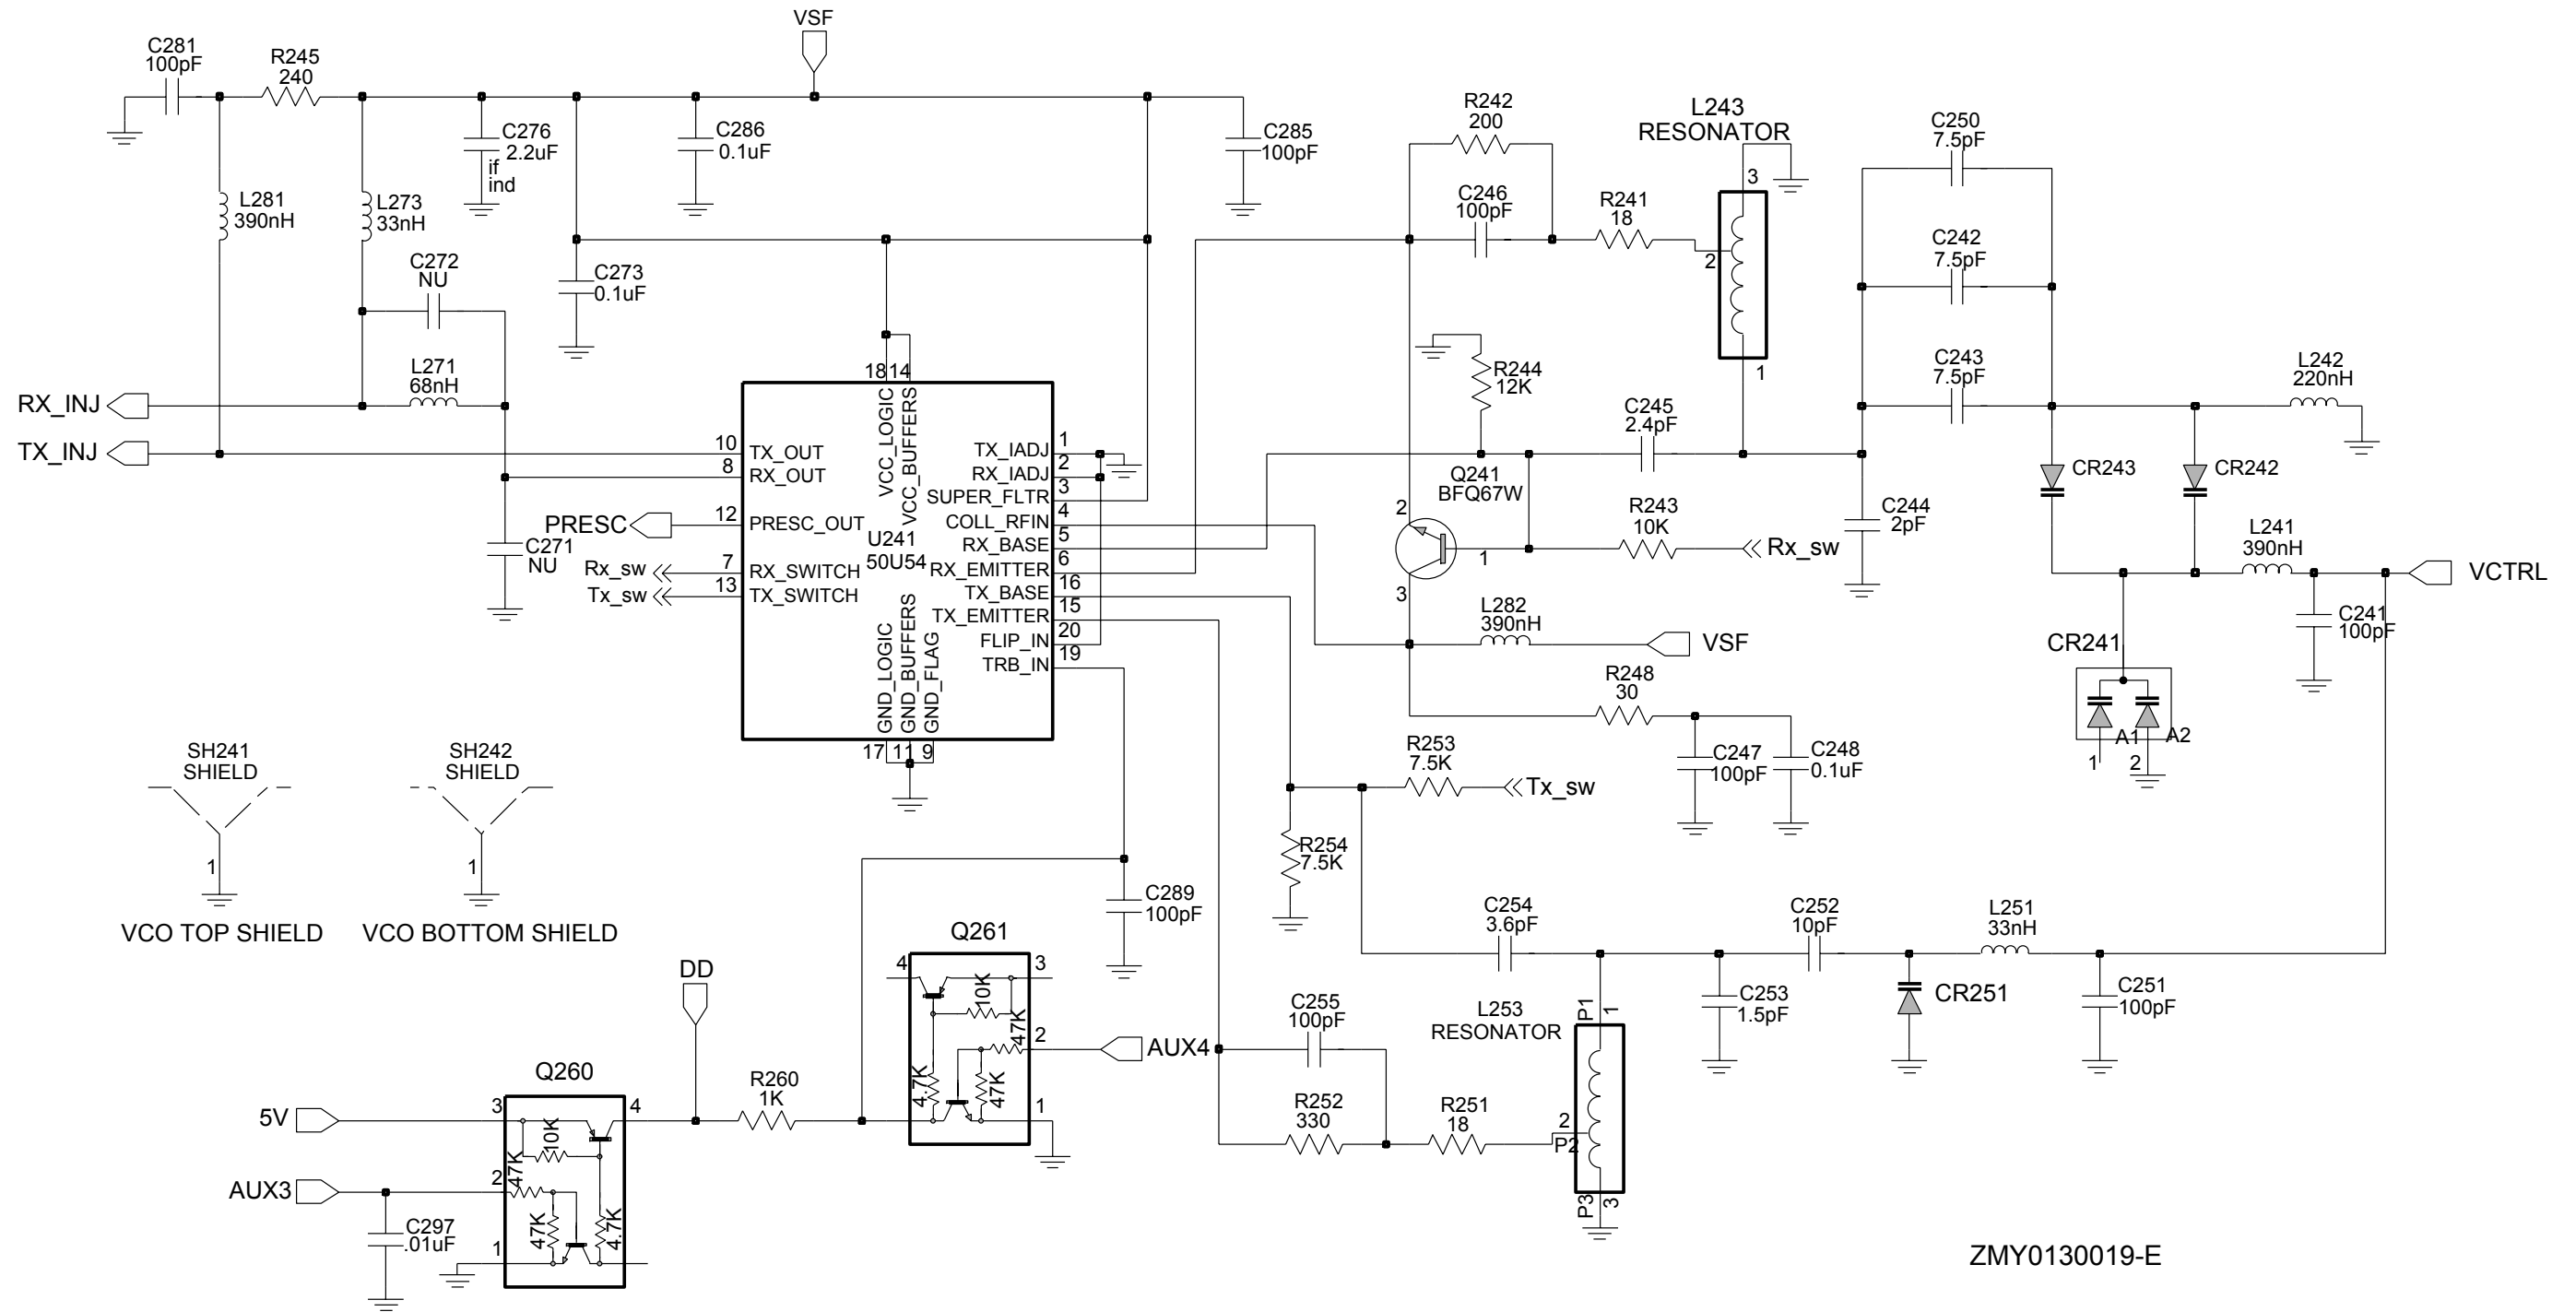 VSF
C281
100pF
R245
240
C276
2.2uF
if
ind
C286
0.1uF
C285
100pF
L281
390nH
L273
33nH
C272
NU
C273
0.1uF
L271
68nH
RX_INJ
TX_INJ
C271
NU
PRESC
Rx_sw
Tx_sw
10
8
12
7
13
18
14
TX_OUT
RX_OUT
PRESC_OUT
RX_SWITCH
TX_SWITCH
VCC_LOGIC
VCC_BUFFERS
U241
50U54
GND_LOGIC
GND_BUFFERS
GND_FLAG
17
11
9
TX_IADJ
1
RX_IADJ
2
SUPER_FLTR
3
COLL_RFIN
4
RX_BASE
5
RX_EMITTER
6
TX_BASE
16
TX_EMITTER
15
FLIP_IN
20
TRB_IN
19
R242
200
C246
100pF
R241
18
L243
RESONATOR
3
2
1
R244
12K
C245
2.4pF
Q241
BFQ67W
2
1
3
R243
10K
Rx_sw
L282
390nH
VSF
R248
30
C247
100pF
C248
0.1uF
C250
7.5pF
C242
7.5pF
C243
7.5pF
C244
2pF
L242
220nH
CR243
CR242
L241
390nH
VCTRL
C241
100pF
CR241
A1
A2
1
2
R253
7.5K
Tx_sw
R254
7.5K
C254
3.6pF
C252
10pF
L251
33nH
C253
1.5pF
CR251
C251
100pF
L253
RESONATOR
P1
1
2
P2
P3
3
C255
100pF
R252
330
R251
18
SH241
SHIELD
1
VCO TOP SHIELD
SH242
SHIELD
1
VCO BOTTOM SHIELD
C289
100pF
Q261
4
3
10K
47K
2
4.7K
47K
1
AUX4
DD
R260
1K
Q260
5V
3
4
10K
47K
AUX3
2
47K
4.7K
1
C297
.01uF
ZMY0130019-E